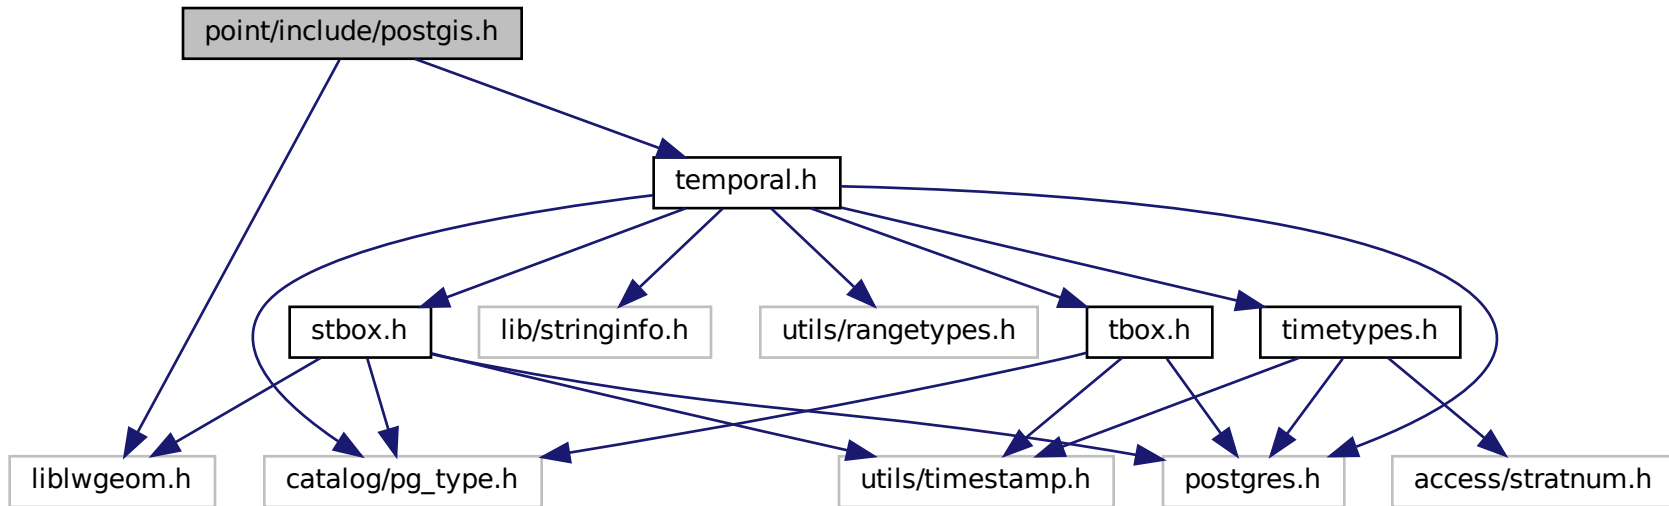 point/include/postgis.h
temporal.h
stbox.h
lib/stringinfo.h
utils/rangetypes.h
tbox.h
timetypes.h
liblwgeom.h
catalog/pg_type.h
utils/timestamp.h
postgres.h
access/stratnum.h